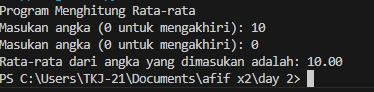 Program Menghitung Rata-rata
Masukan angka (0 untuk mengakhiri): 10
Masukan angka (0 untuk mengakhiri): 0
Rata-rata dari angka yang dimasukan adalah: 10.00
PS C:\Users\TKJ-21\Documents\afif x2\day 2>